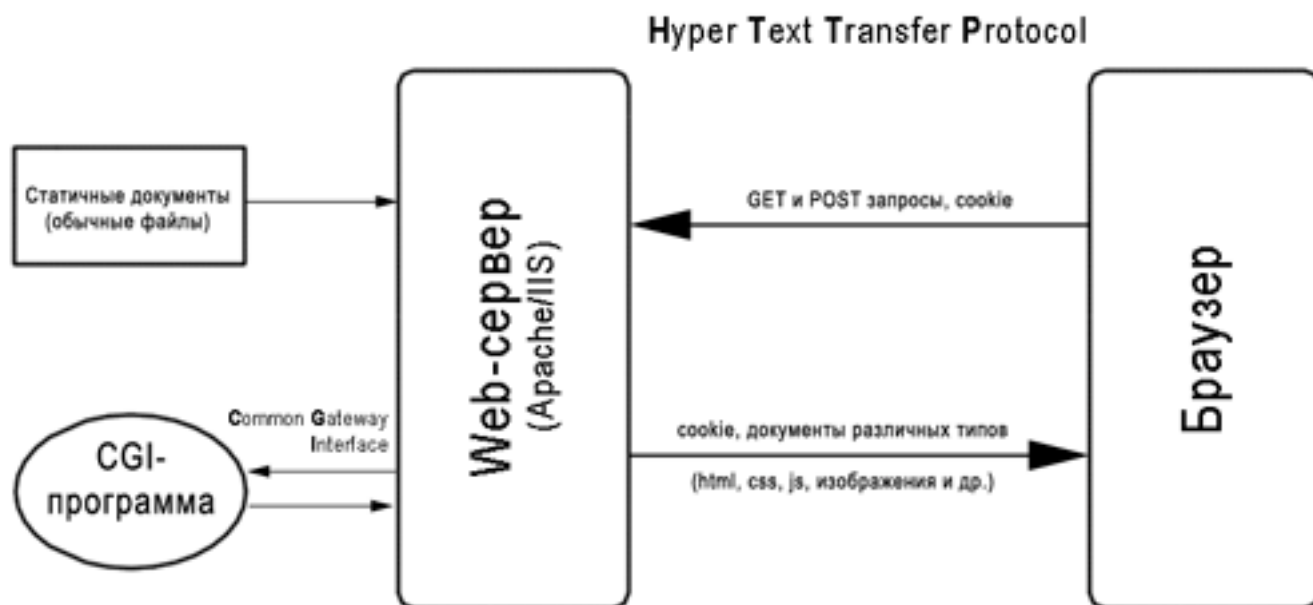 Hyper Text Transfer Protocol
Статичные документы
(обычные файлы)
Web-сервер
(Apache/IIS)
GET и POST запросы, cookie
Браузер
Common Gateway
Interface
CGI-
программа
cookie, документы различных типов
(html, css, js, изображения и др.)